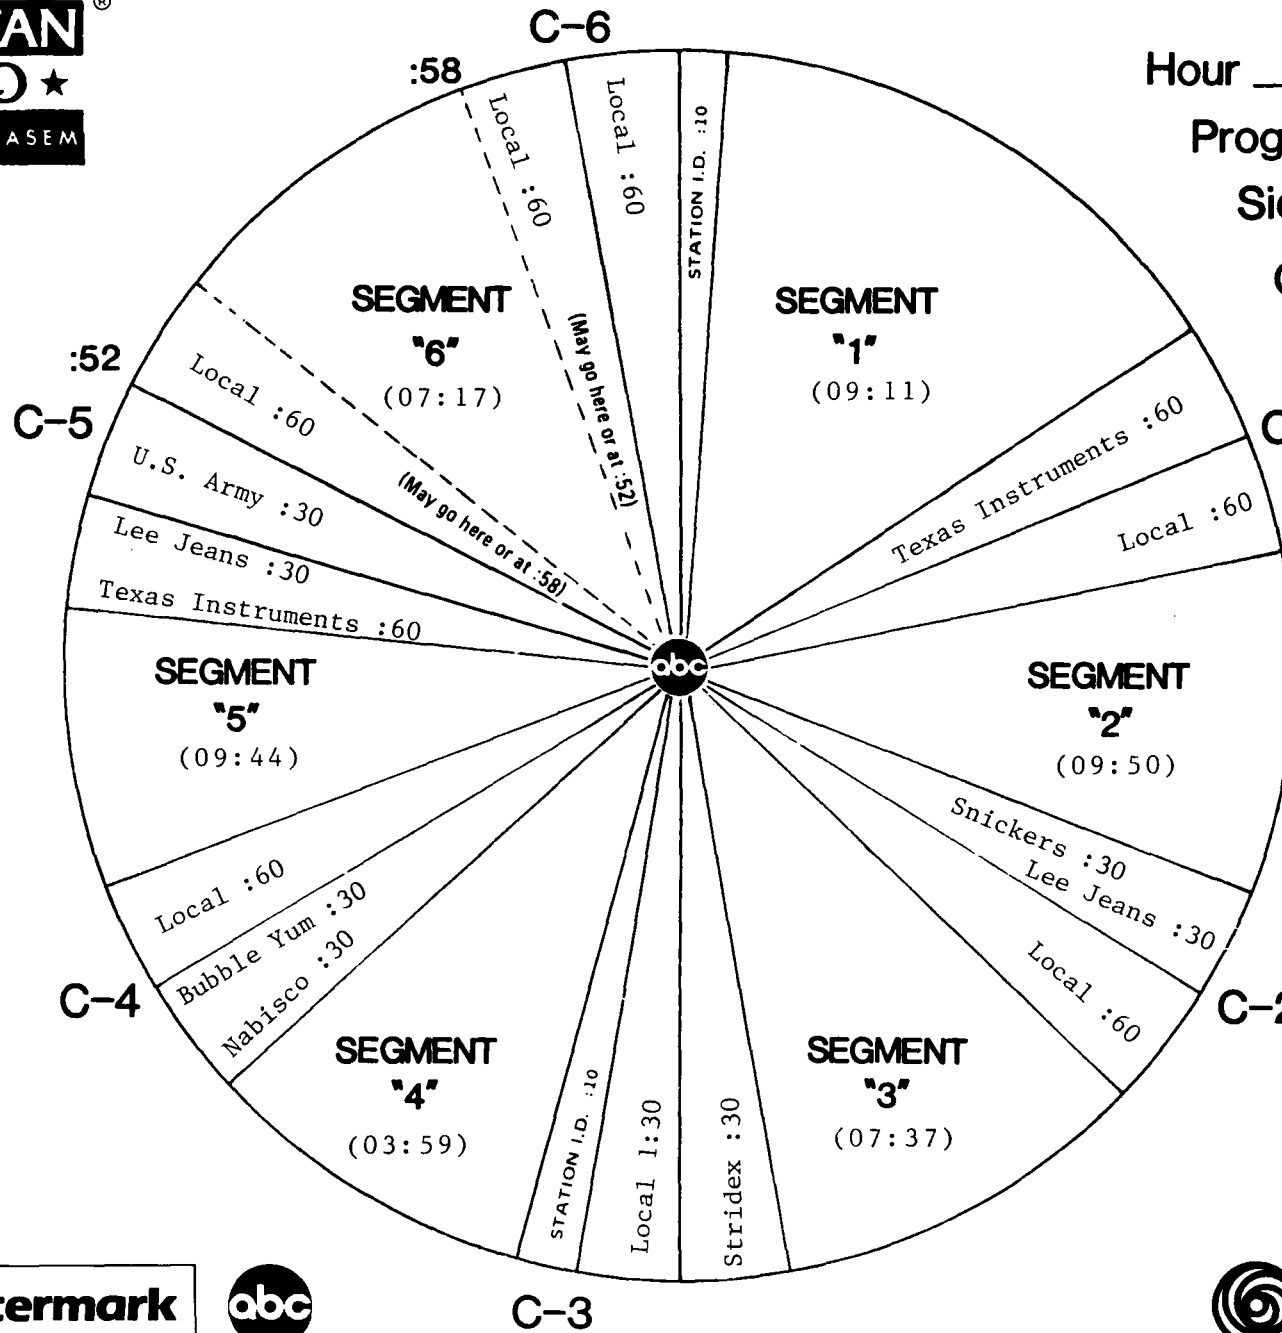 C-6
:58
Hour
ASEM
Local :60
Local :60
STATION I.D. :10
SEGMENT
"6"
(07:17)
(May go here or at :52)
SEGMENT
"1"
(09:11)
:52
C-5
Local :60
(May go here or at :58)
U.S. Army :30
Lee Jeans :30
Texas Instruments :60
Texas Instruments :60
Local :60
abc
SEGMENT
"5"
(09:44)
SEGMENT
"2"
(09:50)
Snickers :30
Lee Jeans :30
Local :60
Local :60
Bubble Yum :30
Nabisco :30
C-4
C-2
SEGMENT
"4"
(03:59)
SEGMENT
"3"
(07:37)
STATION I.D. :10
Local 1:30
Stridex :30
termark
abc
C-3